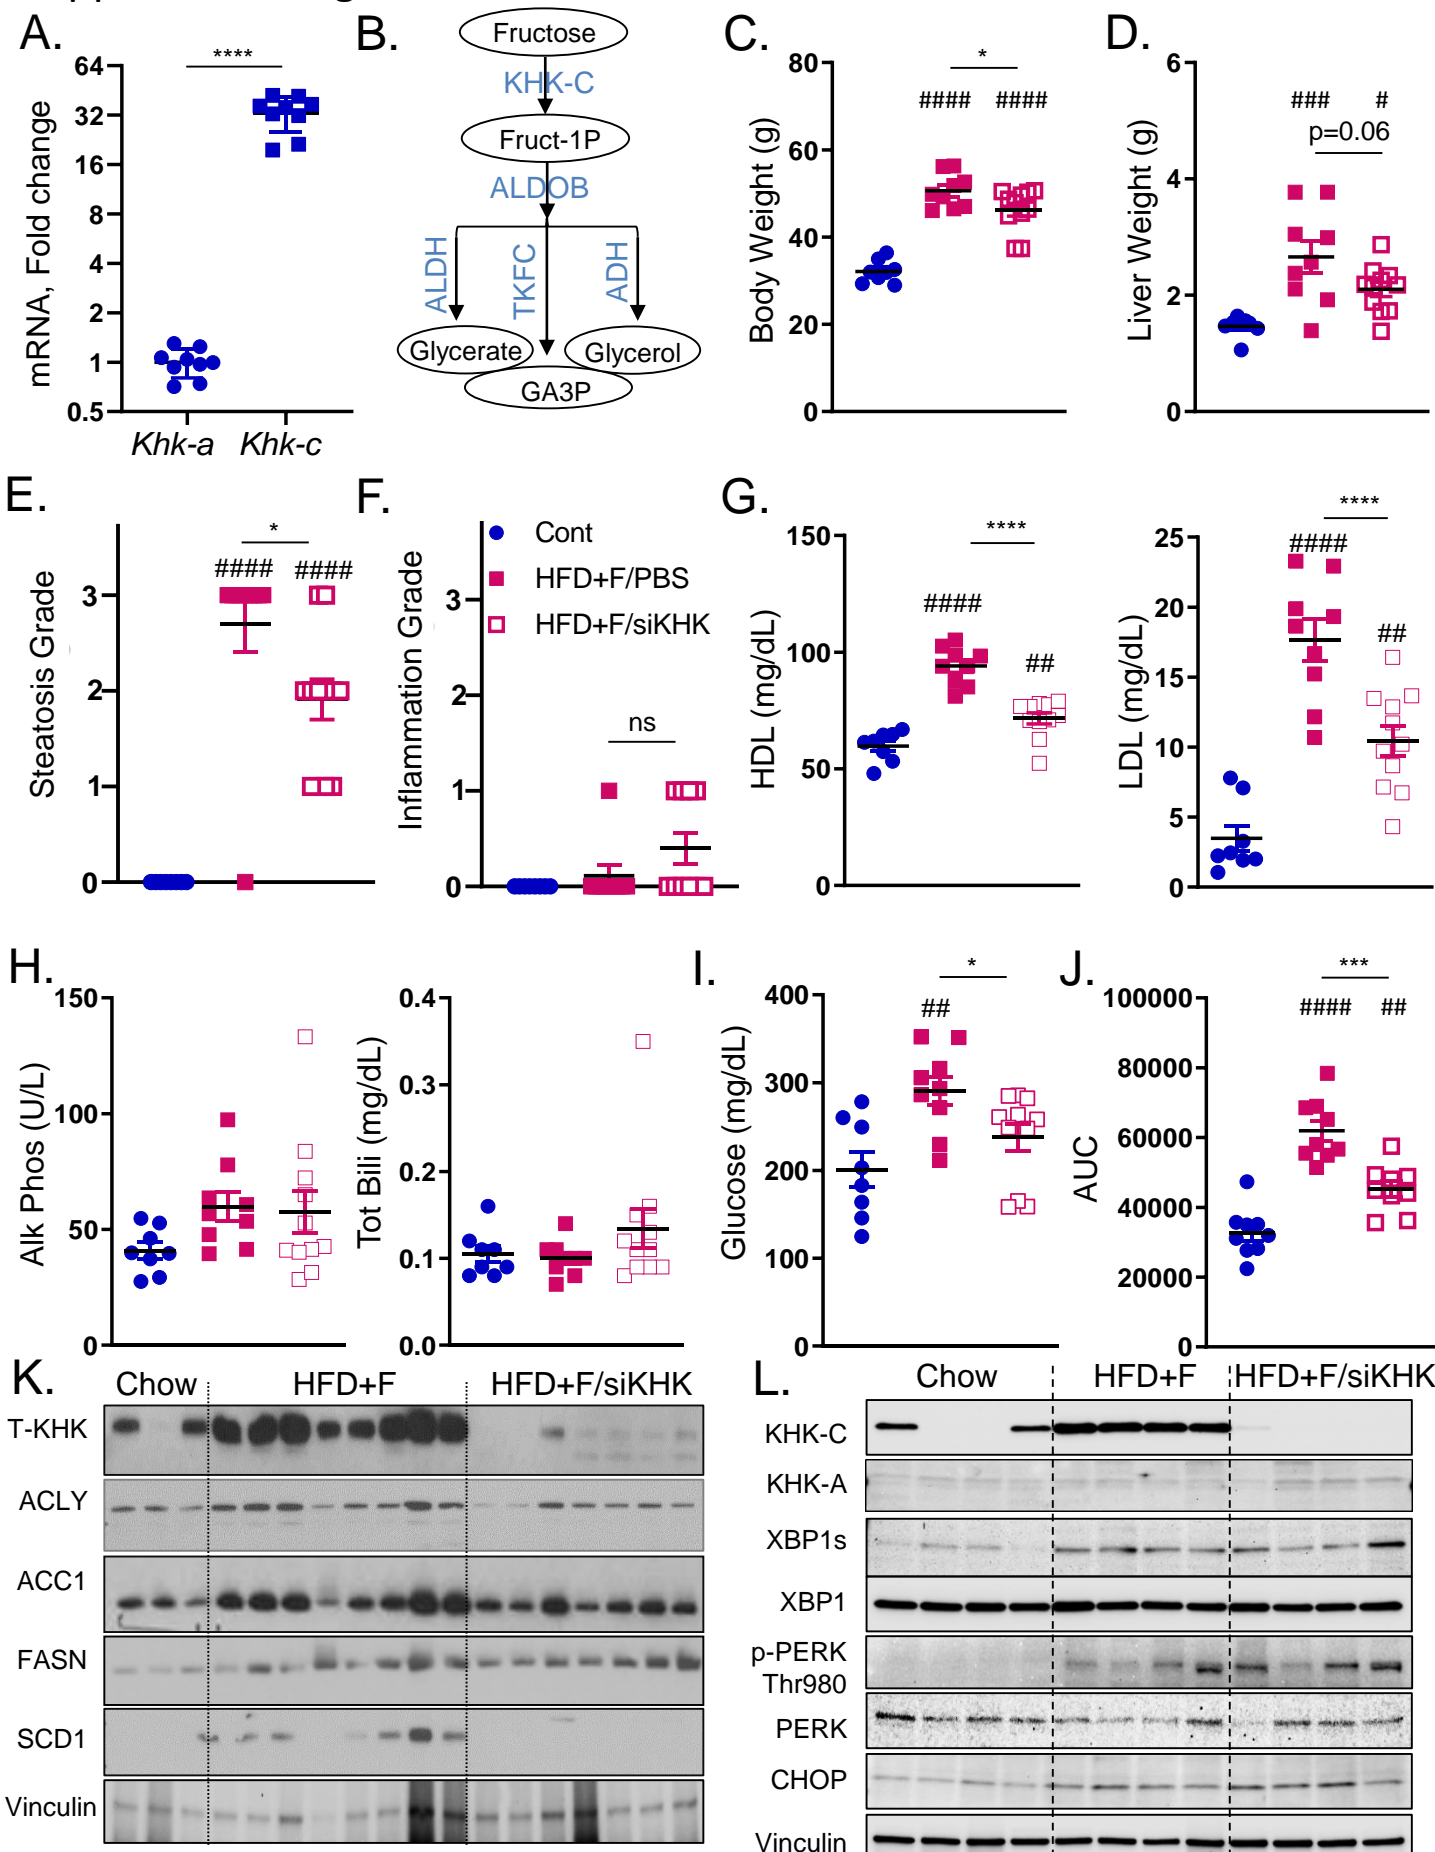 A.
****
64
32
16
8
4
2
1
0.5
mRNA, Fold change
Khk-a
Khk-c
B.
Fructose
KHK-C
Fruct-1P
ALDOB
ALDH
TKFC
ADH
Glycerate
Glycerol
GA3P
C.
*
#### ####
80
60
40
20
0
Body Weight (g)
D.
### #
p=0.06
6
4
2
0
Liver Weight (g)
E.
*
#### ####
3
2
1
0
Steatosis Grade
F.
Cont
HFD+F/PBS
HFD+F/siKHK
ns
3
2
1
0
Inflammation Grade
G.
****
####
##
150
100
50
0
HDL (mg/dL)
****
####
##
25
20
15
10
5
0
LDL (mg/dL)
H.
150
100
50
0
Alk Phos (U/L)
0.4
0.3
0.2
0.1
0.0
Tot Bili (mg/dL)
I.
*
##
400
300
200
100
0
Glucose (mg/dL)
J.
***
#### ##
100000
80000
60000
40000
20000
0
AUC
K.
Chow HFD+F HFD+F/siKHK
T-KHK
ACLY
ACC1
FASN
SCD1
Vinculin
L.
Chow HFD+F HFD+F/siKHK
KHK-C
KHK-A
XBP1s
XBP1
p-PERK
Thr980
PERK
CHOP
Vinculin